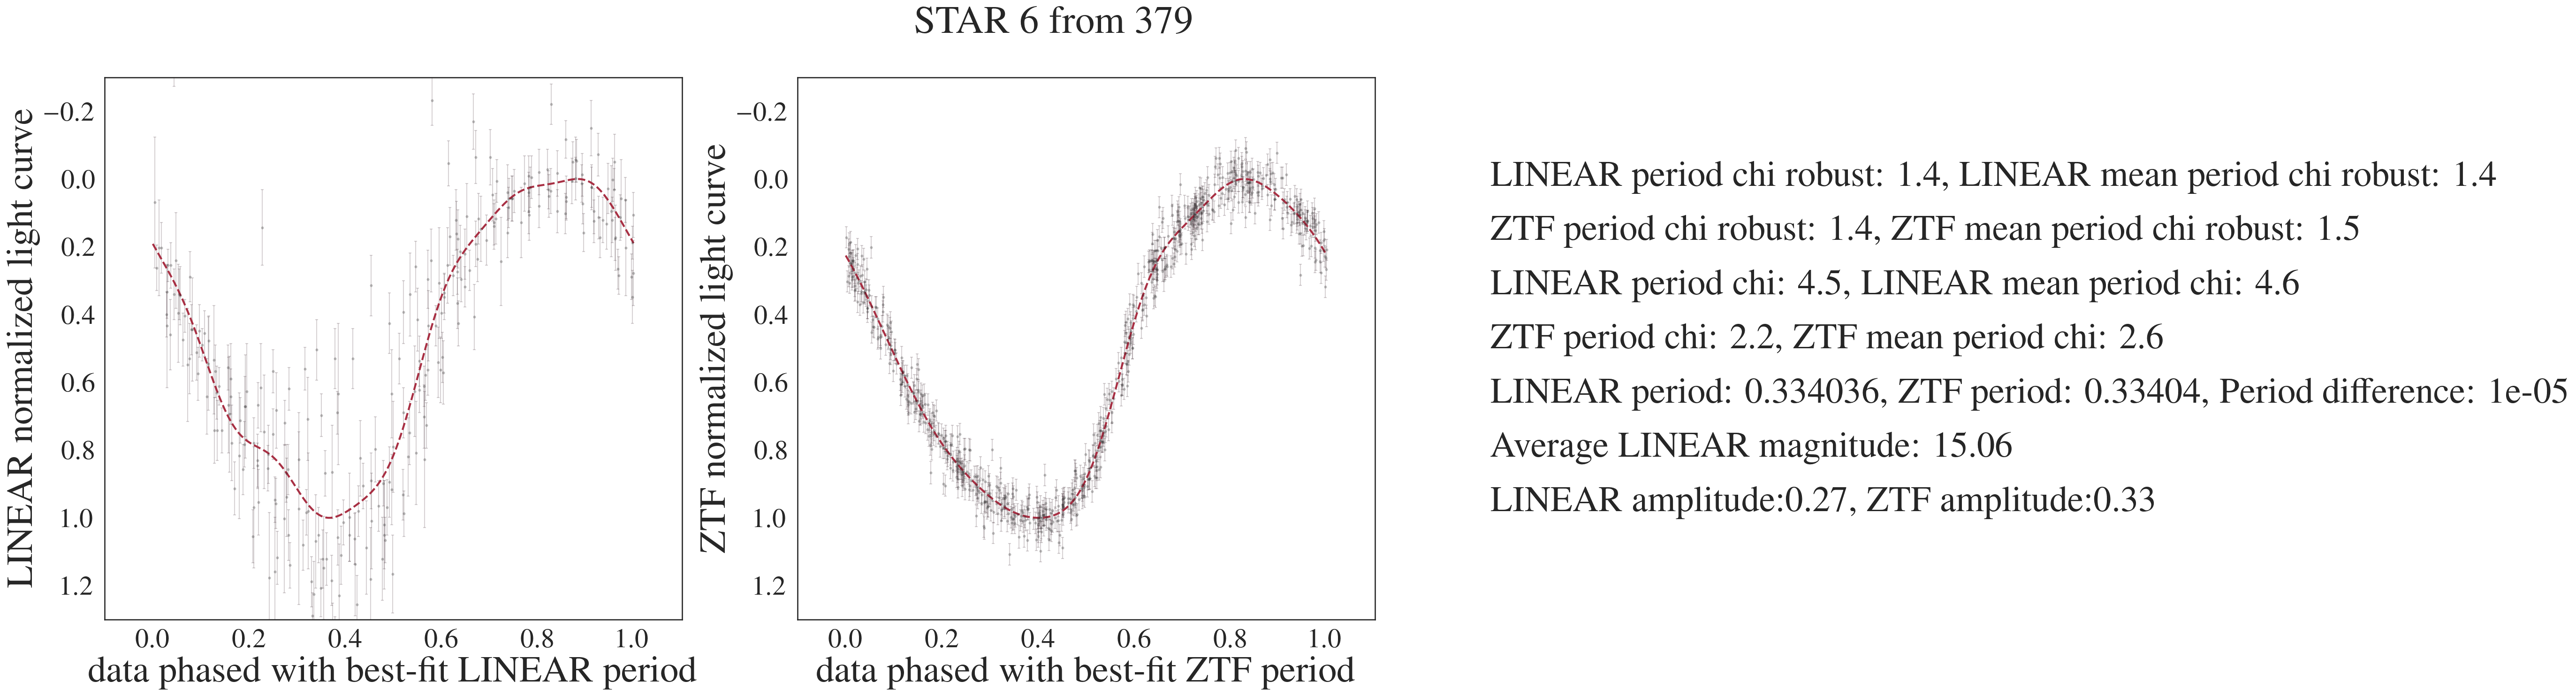 STAR 6 from 379
LINEAR normalized light curve
−0.2
0.0
0.2
0.4
0.6
0.8
1.0
1.2
0.0 0.2 0.4 0.6 0.8 1.0
data phased with best-fit LINEAR period
ZTF normalized light curve
−0.2
0.0
0.2
0.4
0.6
0.8
1.0
1.2
0.0 0.2 0.4 0.6 0.8 1.0
data phased with best-fit ZTF period
LINEAR period chi robust: 1.4, LINEAR mean period chi robust: 1.4
ZTF period chi robust: 1.4, ZTF mean period chi robust: 1.5
LINEAR period chi: 4.5, LINEAR mean period chi: 4.6
ZTF period chi: 2.2, ZTF mean period chi: 2.6
LINEAR period: 0.334036, ZTF period: 0.33404, Period difference: 1e-05
Average LINEAR magnitude: 15.06
LINEAR amplitude:0.27, ZTF amplitude:0.33